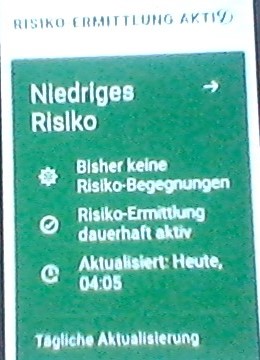 RISIKO-ERMITTLUNG AKTIV
Niedriges
Risiko
Bisher keine
Risiko-Begegnungen
Risiko-Ermittlung
dauerhaft aktiv
Aktualisiert: Heute,
04:05
Tägliche Aktualisierung